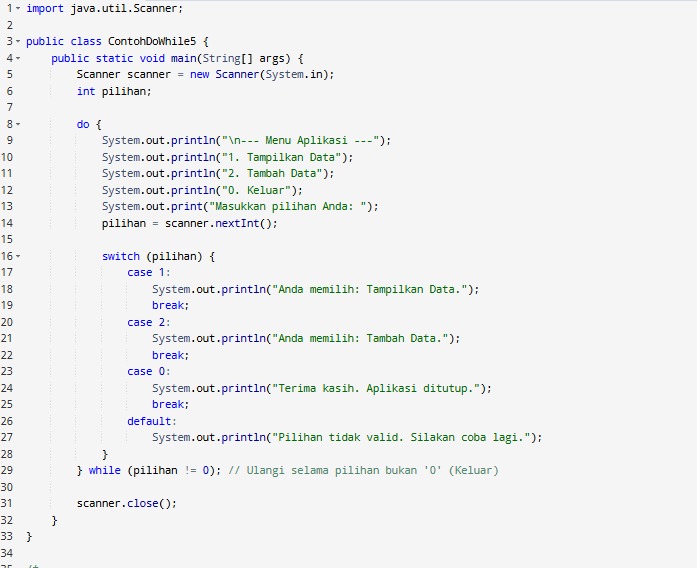 1 import java.util.Scanner;
2
3 public class ContohDoWhile5 {
4     public static void main(String[] args) {
5         Scanner scanner = new Scanner(System.in);
6         int pilihan;
7
8         do {
9             System.out.println("\n--- Menu Aplikasi ---");
10             System.out.println("1. Tampilkan Data");
11             System.out.println("2. Tambah Data");
12             System.out.println("0. Keluar");
13             System.out.print("Masukkan pilihan Anda: ");
14             pilihan = scanner.nextInt();
15
16             switch (pilihan) {
17                 case 1:
18                     System.out.println("Anda memilih: Tampilkan Data.");
19                     break;
20                 case 2:
21                     System.out.println("Anda memilih: Tambah Data.");
22                     break;
23                 case 0:
24                     System.out.println("Terima kasih. Aplikasi ditutup.");
25                     break;
26                 default:
27                     System.out.println("Pilihan tidak valid. Silakan coba lagi.");
28             }
29         } while (pilihan != 0); // Ulangi selama pilihan bukan '0' (Keluar)
30
31         scanner.close();
32     }
33 }
34